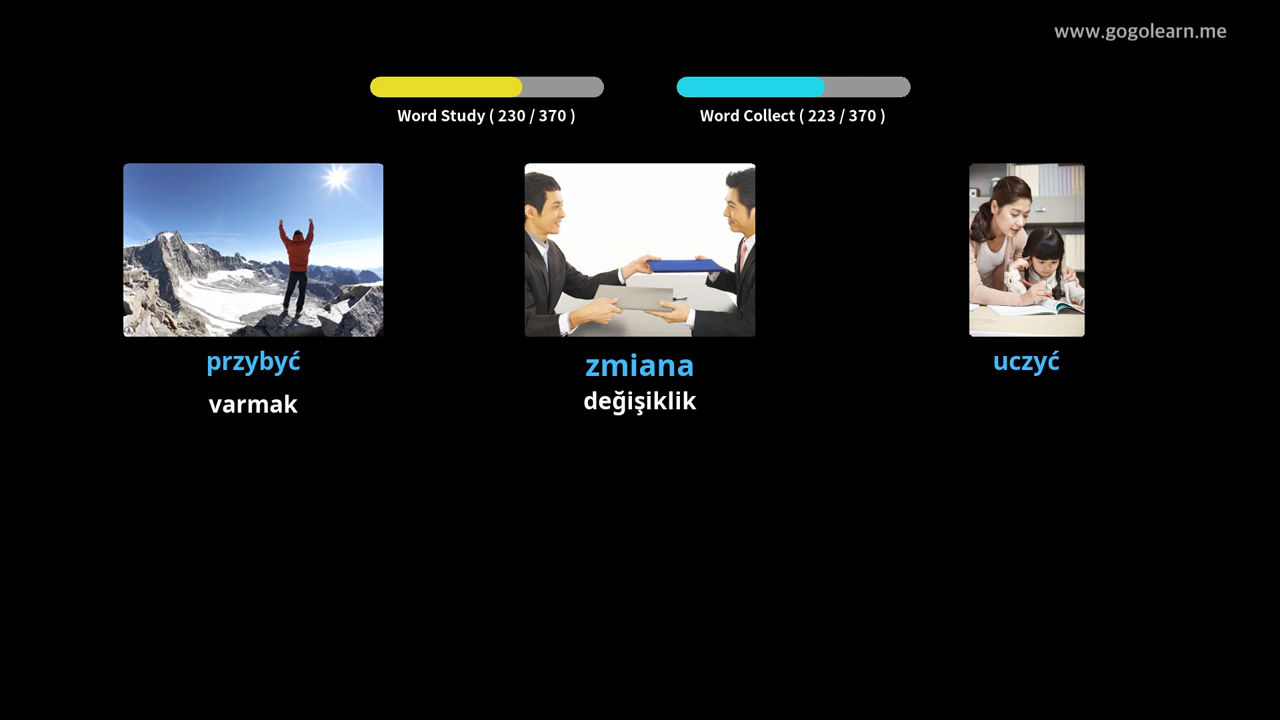 www.gogolearn.me
Word Study ( 230 / 370 )
Word Collect ( 223 / 370 )
przybyć
zmiana
uczyć
varmak
değişiklik